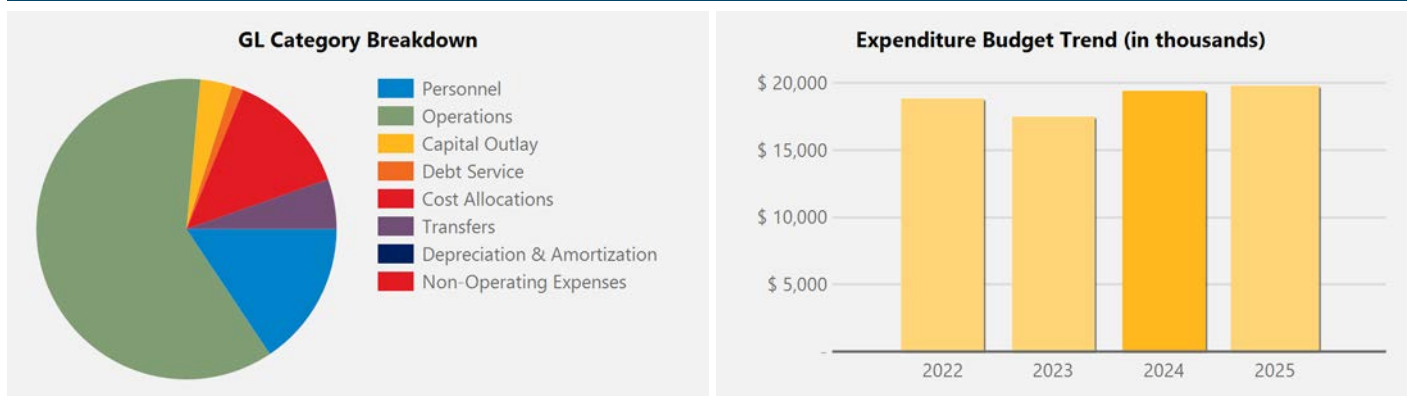 GL Category Breakdown
Personnel
Operations
Capital Outlay
Debt Service
Cost Allocations
Transfers
Depreciation & Amortization
Non-Operating Expenses
Expenditure Budget Trend (in thousands)
$ 20,000
$ 15,000
$ 10,000
$ 5,000
-
2022 2023 2024 2025